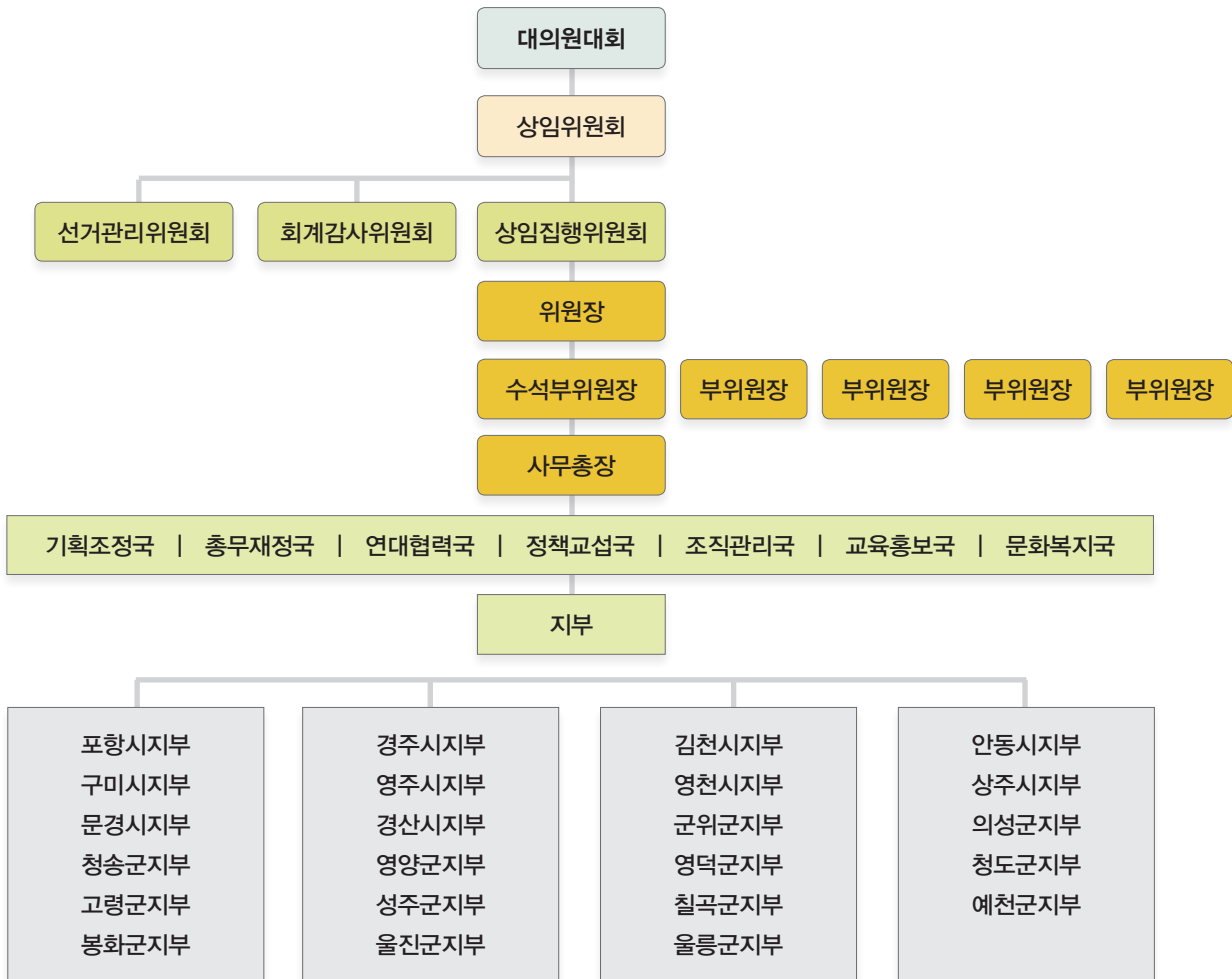 대의원대회
상임위원회
선거관리위원회 회계감사위원회 상임집행위원회
위원장
수석부위원장 부위원장 부위원장 부위원장 부위원장
사무총장
기획조정국 | 총무재정국 | 연대협력국 | 정책교섭국 | 조직관리국 | 교육홍보국 | 문화복지국
지부
포항시지부
구미시지부
문경시지부
청송군지부
고령군지부
봉화군지부
경주시지부
영주시지부
경산시지부
영양군지부
성주군지부
울진군지부
김천시지부
영천시지부
군위군지부
영덕군지부
칠곡군지부
울릉군지부
안동시지부
상주시지부
의성군지부
청도군지부
예천군지부